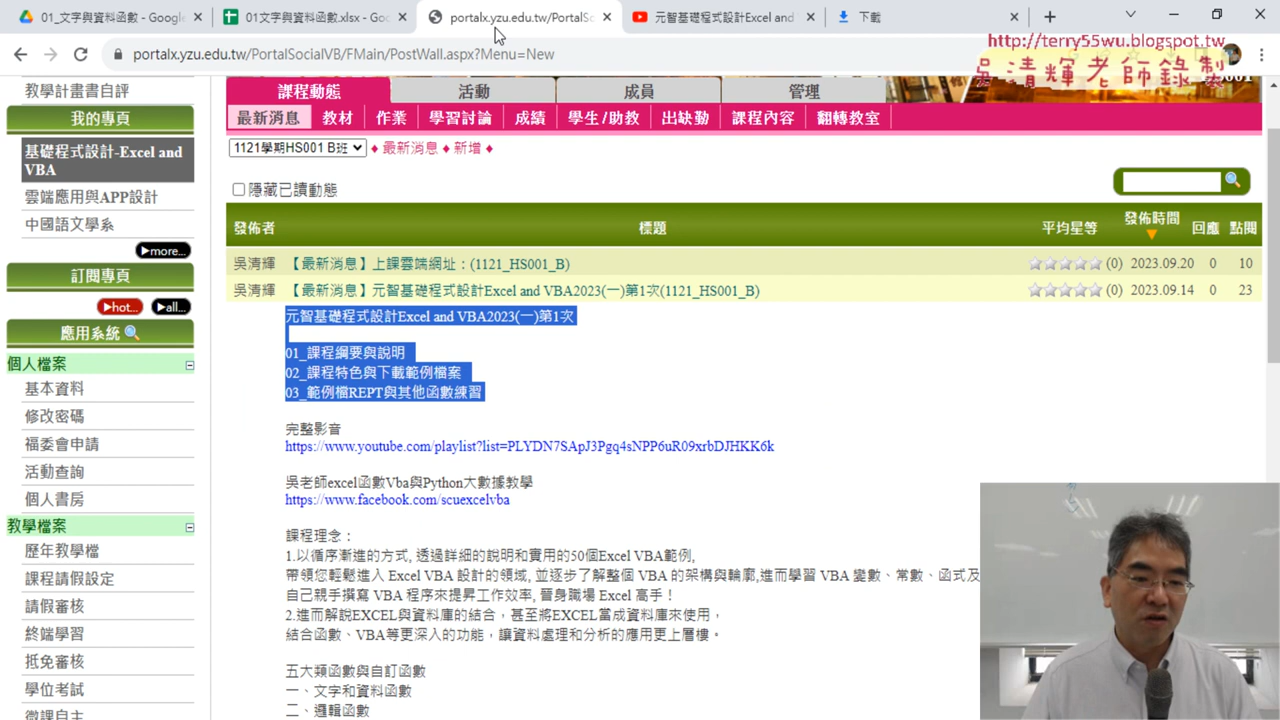 01_文字與資料函數 - Google
01文字與資料函數.xlsx - Goo
portalx.yzu.edu.tw/PortalSo
元智基礎程式設計Excel and
下載
portalx.yzu.edu.tw/PortalSocialVB/FMain/PostWall.aspx?Menu=New
http://terry55wu.blogspot.tw
吳清輝老師錄製
教學計畫書自評
我的專頁
基礎程式設計-Excel and
VBA
雲端應用與APP設計
中國語文學系
▶more...
訂閱專頁
▶hot...
▶all...
應用系統
個人檔案
基本資料
修改密碼
福委會申請
活動查詢
個人書房
教學檔案
歷年教學檔
課程請假設定
請假審核
終端學習
抵免審核
學位考試
微課自主
課程動態
活動
成員
管理
最新消息
教材
作業
學習討論
成績
學生/助教
出缺勤
課程內容
翻轉教室
1121學期HS001 B班
♦ 最新消息 ♦ 新增 ♦
隱藏已讀動態
發佈者
標題
平均星等
發佈時間
回應
點閱
吳清輝 【最新消息】上課雲端網址：(1121_HS001_B) (0) 2023.09.20 0 10
吳清輝 【最新消息】元智基礎程式設計Excel and VBA2023(一)第1次(1121_HS001_B) (0) 2023.09.14 0 23
元智基礎程式設計Excel and VBA2023(一)第1次
01_課程綱要與說明
02_課程特色與下載範例檔案
03_範例檔REPT與其他函數練習
完整影音
https://www.youtube.com/playlist?list=PLYDN7SApJ3Pgq4sNPP6uR09xrbDJHKK6k
吳老師excel函數Vba與Python大數據教學
https://www.facebook.com/scuexcelvba
課程理念：
1.以循序漸進的方式, 透過詳細的說明和實用的50個Excel VBA範例,
帶領您輕鬆進入 Excel VBA 設計的領域, 並逐步了解整個 VBA 的架構與輪廓,進而學習 VBA 變數、常數、函式及
自己親手撰寫 VBA 程序來提昇工作效率, 晉身職場 Excel 高手！
2.進而解說EXCEL與資料庫的結合，甚至將EXCEL當成資料庫來使用，
結合函數、VBA等更深入的功能，讓資料處理和分析的應用更上層樓。
五大類函數與自訂函數
一、文字和資料函數
二、邏輯函數